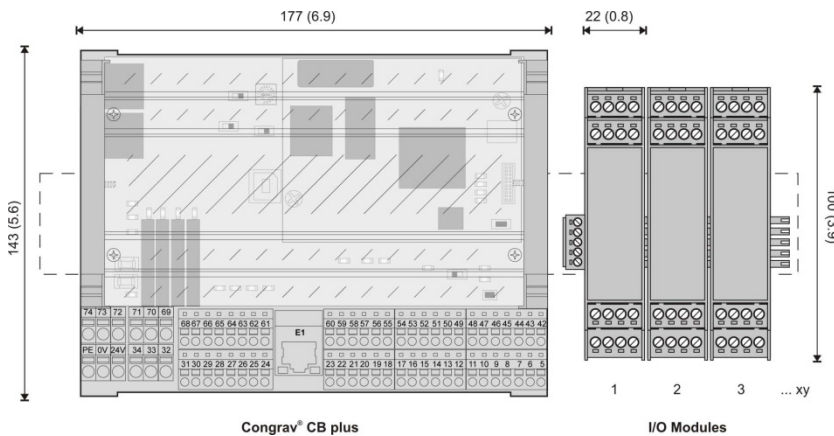 177 (6.9)
22 (0.8)
143 (5.6)
100 (3.9)
74 73 72 71 70 69
68 67 66 65 64 63 62 61
E1
60 59 58 57 56 55 54 53 52 51 50 49 48 47 46 45 44 43 42
PE 0V 24V 34 33 32
31 30 29 28 27 26 25 24
23 22 21 20 19 18 17 16 15 14 13 12 11 10 9 8 7 6 5
1 2 3 ... xy
Congrav® CB plus
I/O Modules